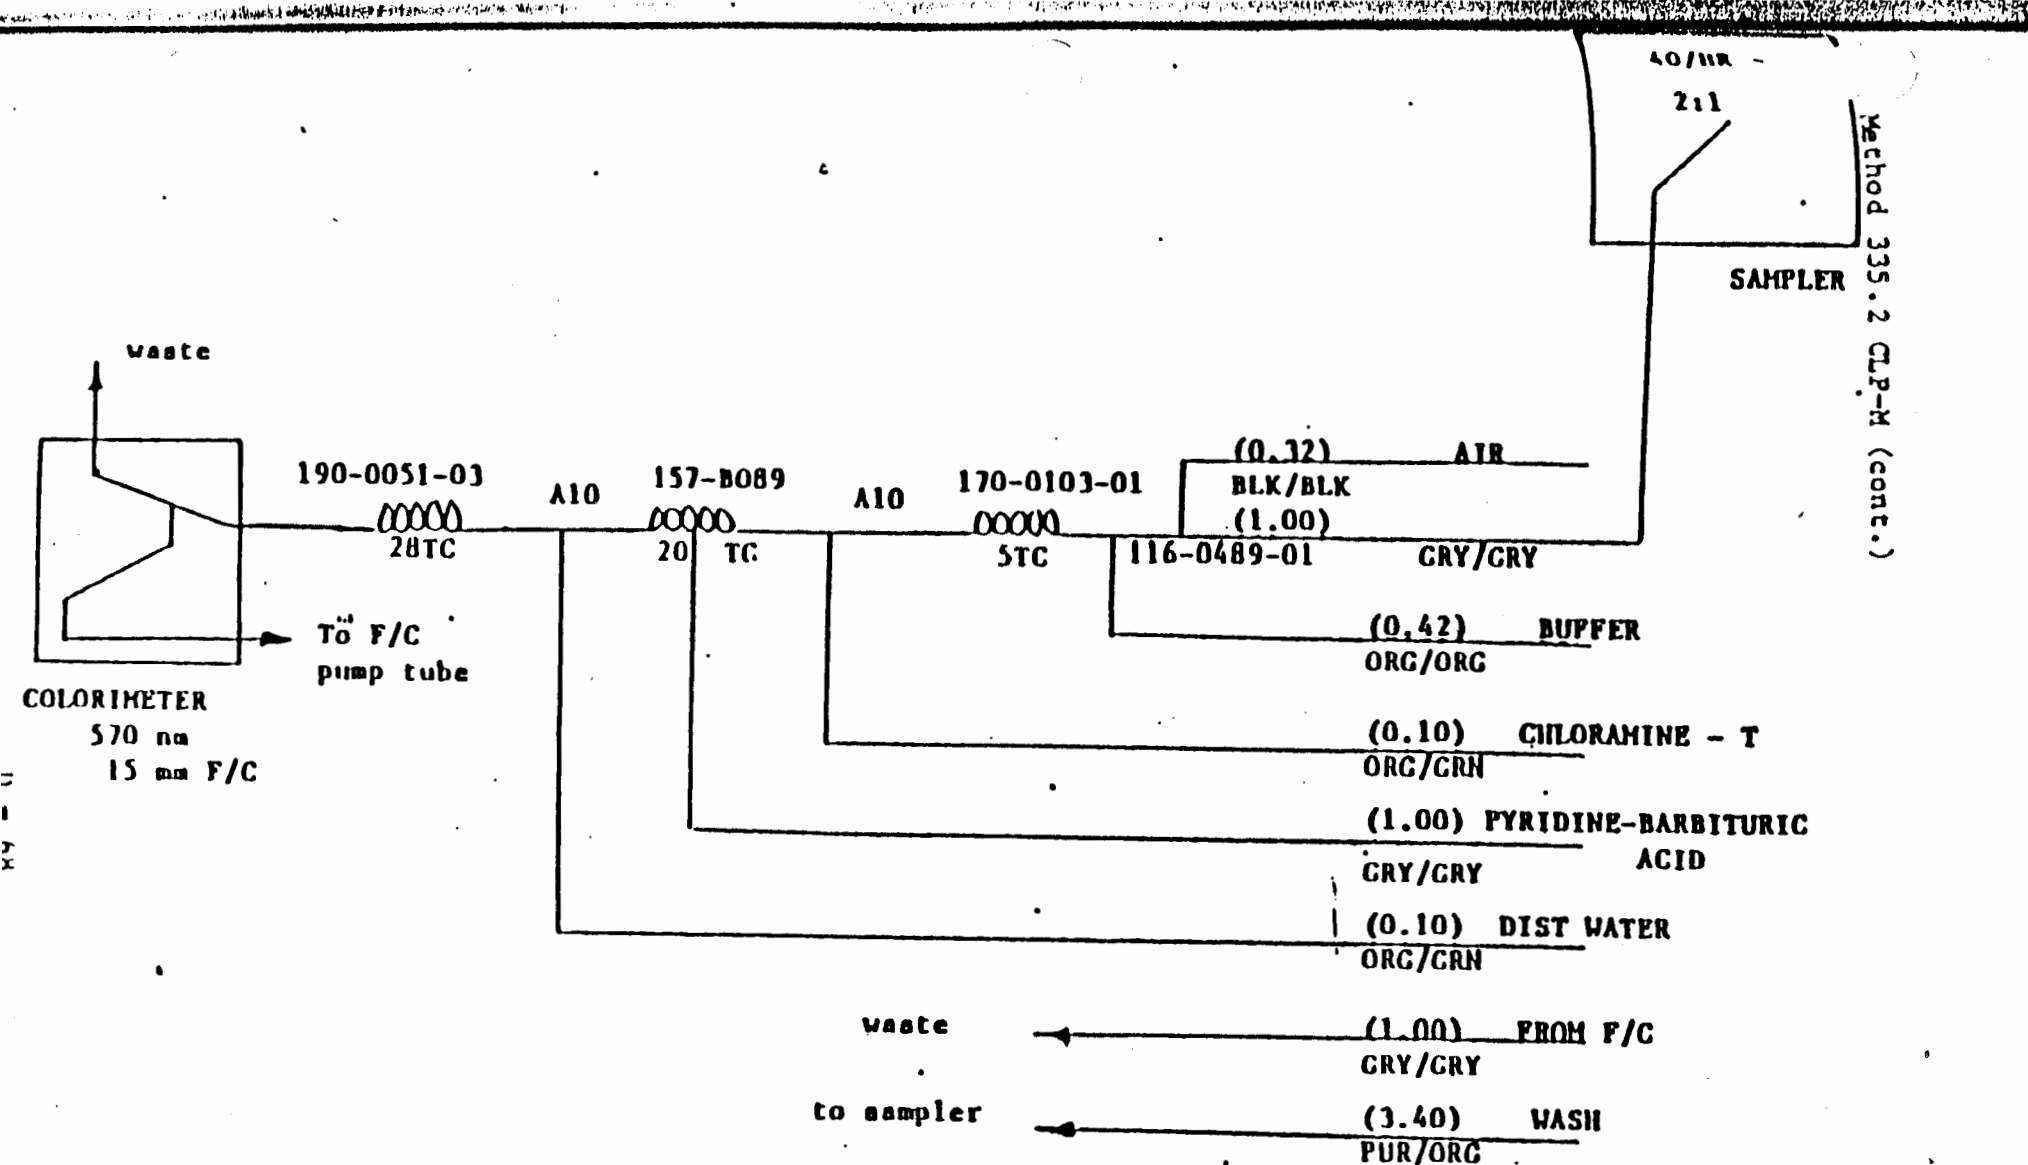 40/HR -
2:1
SAMPLER
Method 335.2 CLP-M (cont.)
waste
190-0051-03
A10
157-B089
A10
170-0103-01
(0.32) AIR
BLK/BLK
(1.00)
28TC
20 TC
5TC
116-0489-01
GRY/GRY
To F/C
pump tube
(0.42) BUFFER
ORG/ORG
COLORIMETER
570 nm
15 mm F/C
(0.10) CHLORAMINE - T
ORG/GRN
(1.00) PYRIDINE-BARBITURIC
ACID
GRY/GRY
(0.10) DIST WATER
ORG/GRN
waste
(1.00) FROM F/C
GRY/GRY
to sampler
(3.40) WASH
PUR/ORG